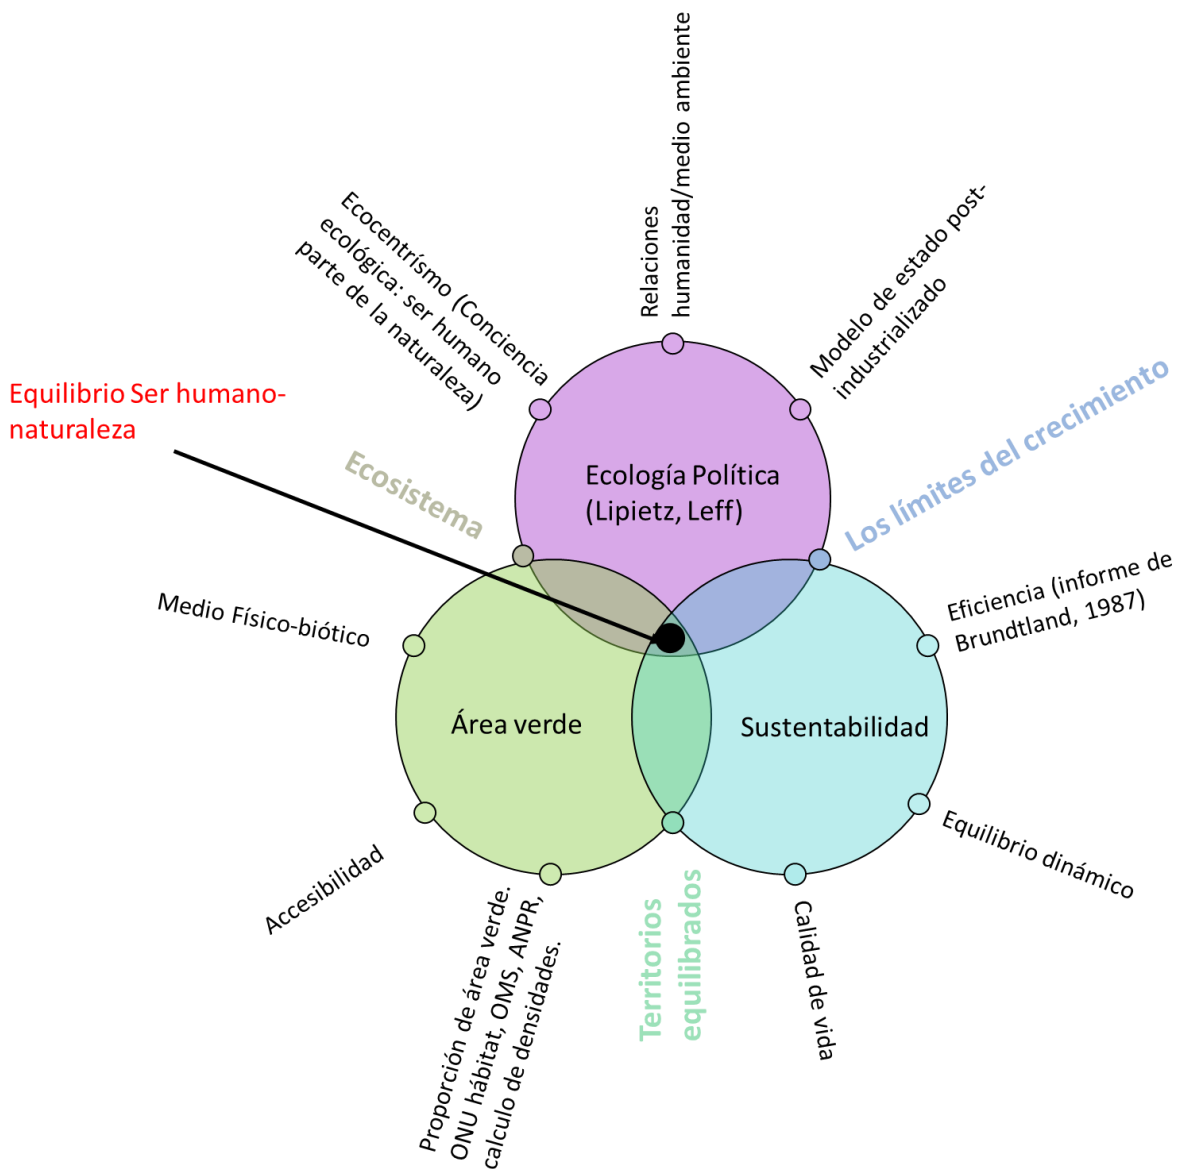 Relaciones
humanidad/medio ambiente
Ecocentrísmo (Conciencia
ecológica: ser humano
parte de la naturaleza)
Modelo de estado post-
industrializado
Equilibrio Ser humano-
naturaleza
Ecosistema
Los límites del crecimiento
Ecología Política
(Lipietz, Leff)
Medio Físico-biótico
Eficiencia (informe de
Brundtland, 1987)
Área verde
Sustentabilidad
Accesibilidad
Equilibrio dinámico
Proporción de área verde.
ONU hábitat, OMS, ANPR,
calculo de densidades.
Territorios
equilibrados
Calidad de vida